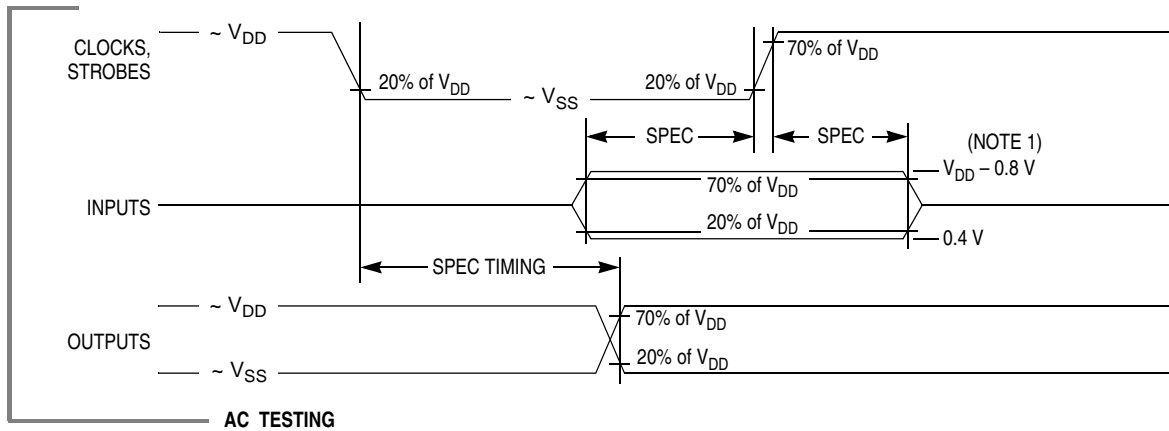 CLOCKS,
STROBES
~ VDD
20% of VDD
~ VSS
20% of VDD
70% of VDD
SPEC
SPEC
(NOTE 1)
VDD – 0.8 V
70% of VDD
INPUTS
20% of VDD
0.4 V
SPEC TIMING
~ VDD
70% of VDD
OUTPUTS
20% of VDD
~ VSS
AC TESTING